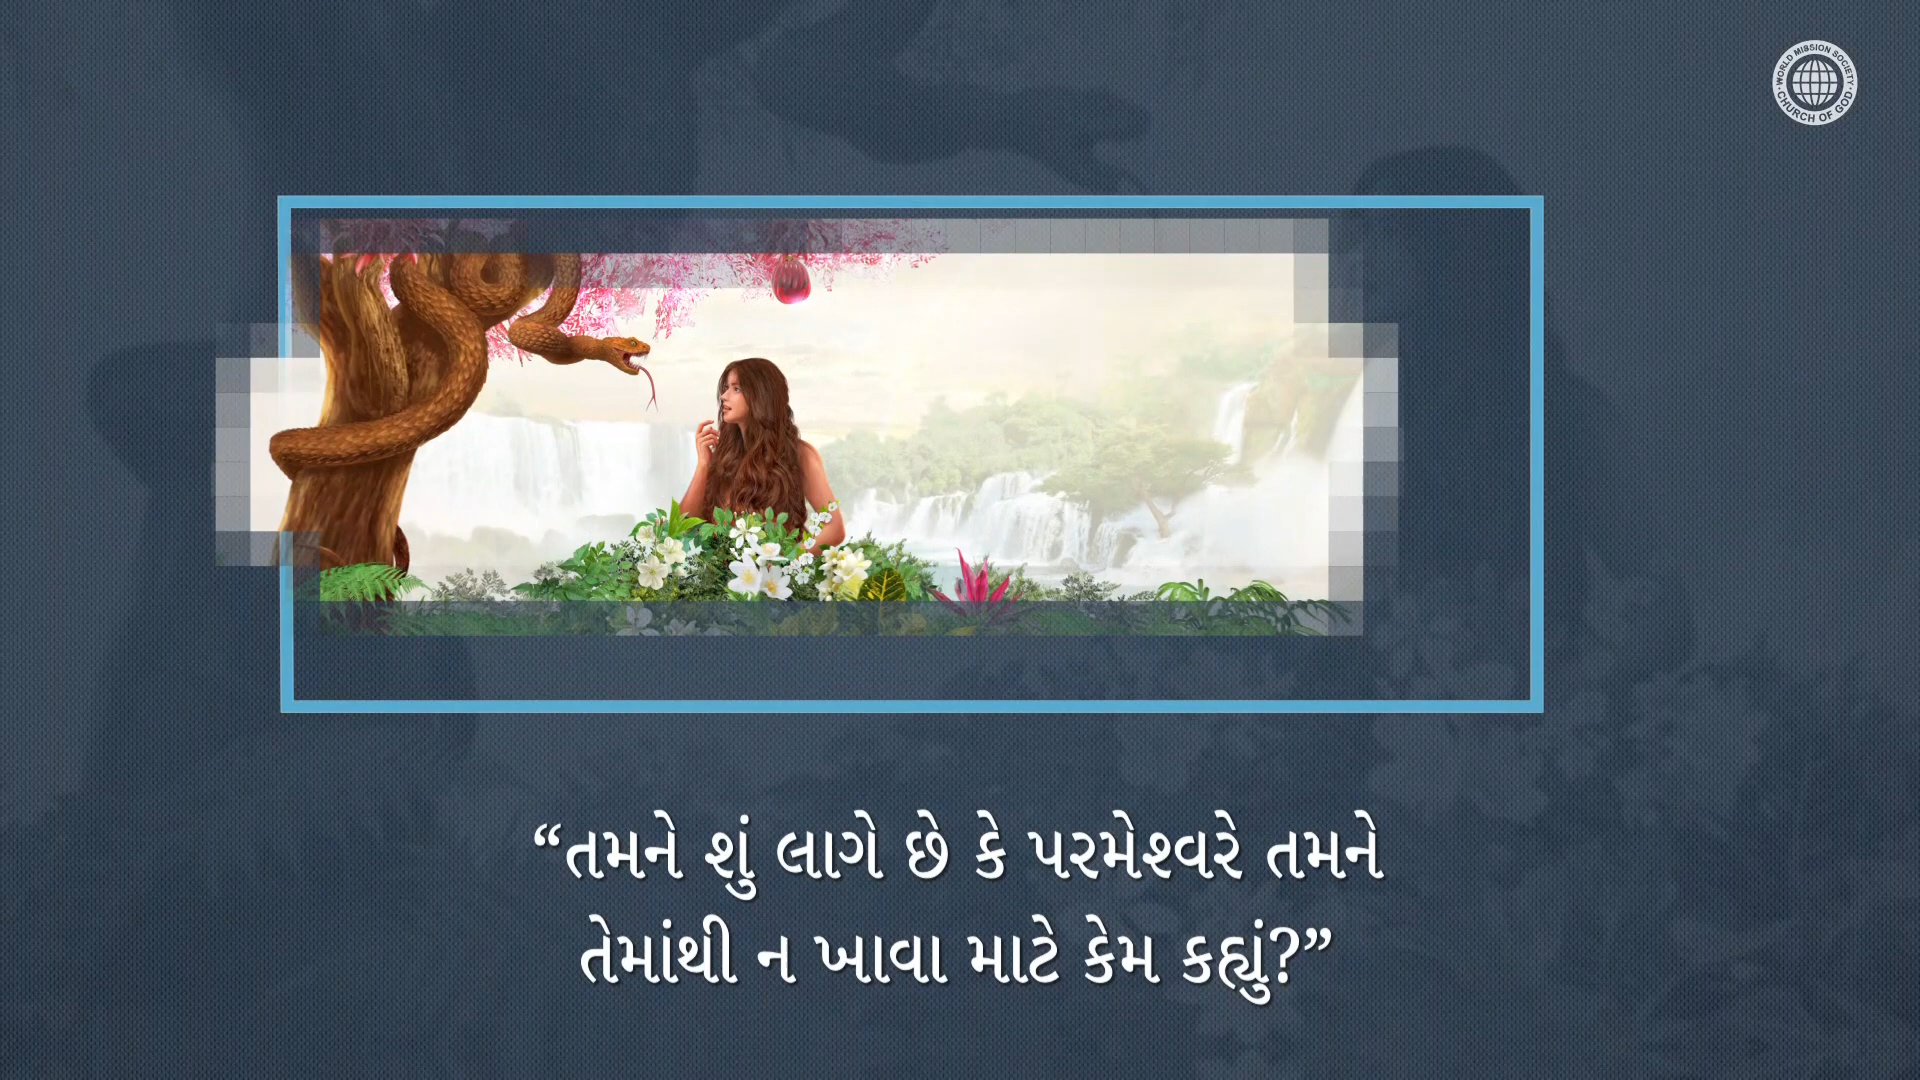 WORLD MISSION SOCIETY
CHURCH OF GOD
“તમને શું લાગે છે કે પરમેશ્વરે તમને
તેમાંથી ન ખાવા માટે કેમ કહ્યું?”